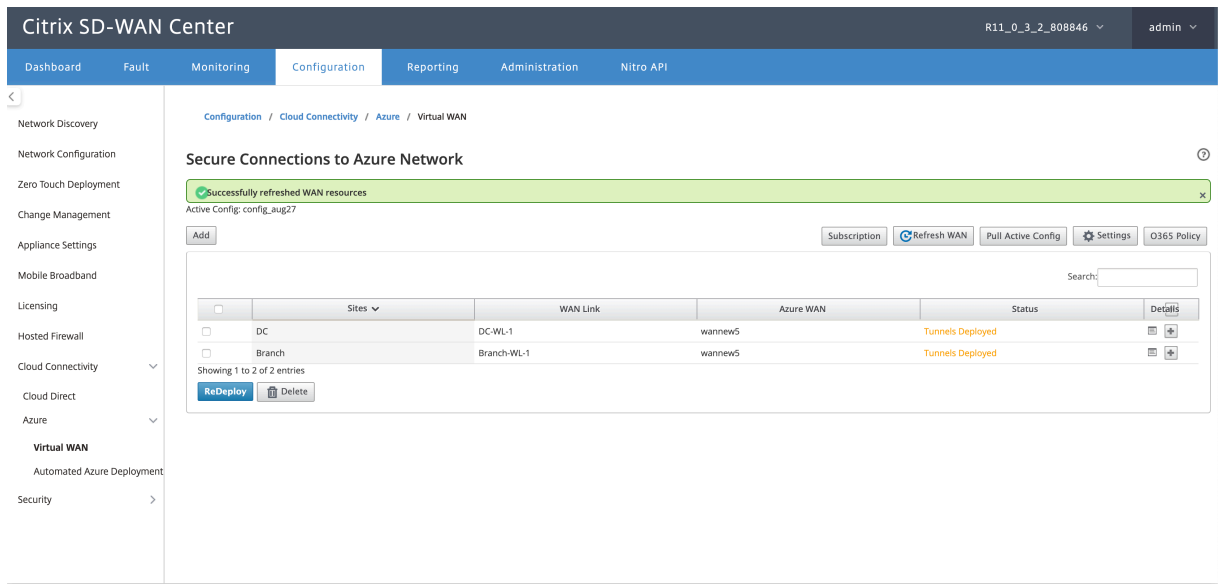 Citrix SD-WAN Center
R11_0_3_2_808846
admin
Dashboard Fault Monitoring Configuration Reporting Administration Nitro API
Network Discovery
Network Configuration
Zero Touch Deployment
Change Management
Appliance Settings
Mobile Broadband
Licensing
Hosted Firewall
Cloud Connectivity
Cloud Direct
Azure
Virtual WAN
Automated Azure Deployment
Security
Configuration / Cloud Connectivity / Azure / Virtual WAN
Secure Connections to Azure Network
?
Successfully refreshed WAN resources
×
Active Config: config_aug27
Add
Subscription Refresh WAN Pull Active Config Settings O365 Policy
Search:
Sites WAN Link Azure WAN Status Details
DC DC-WL-1 wannew5 Tunnels Deployed
Branch Branch-WL-1 wannew5 Tunnels Deployed
Showing 1 to 2 of 2 entries
ReDeploy Delete